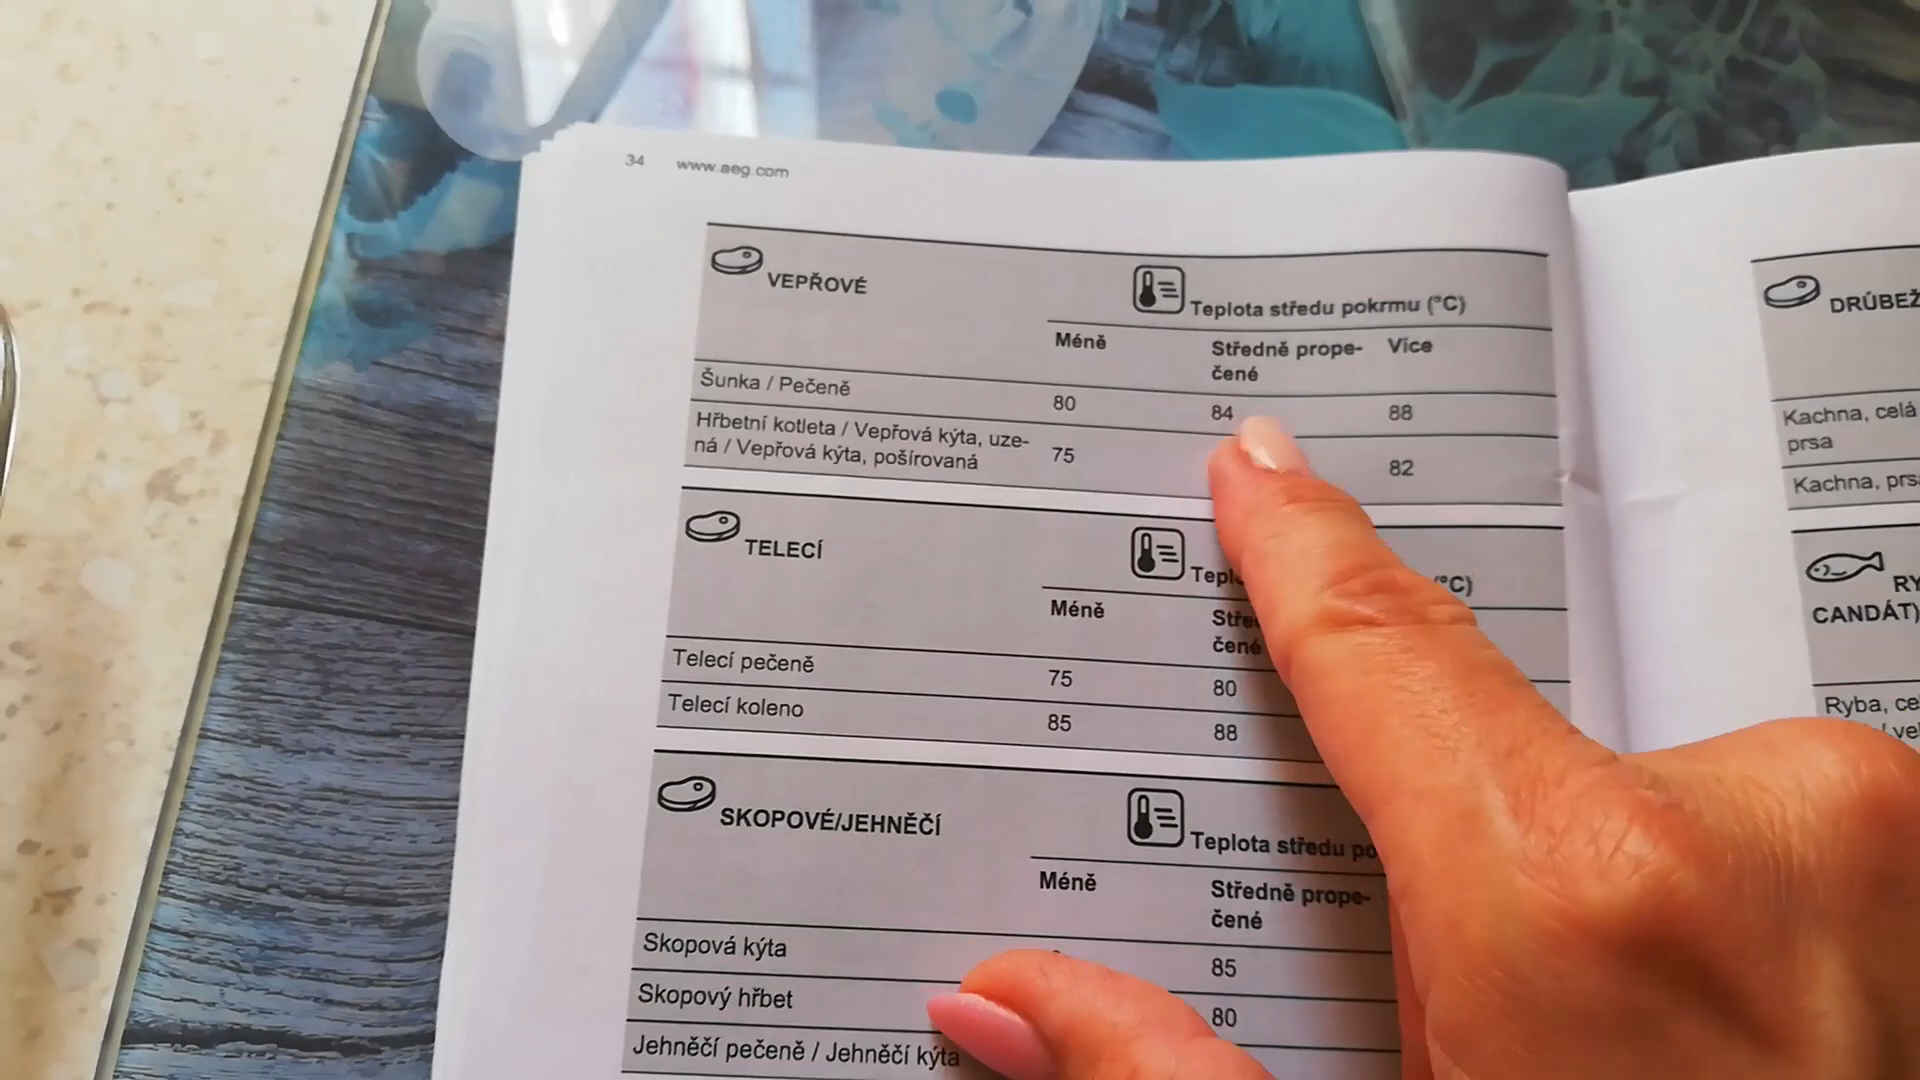 34 www.aeg.com
VEPŘOVÉ
Teplota středu pokrmu (°C)
Méně
Středně prope-
čené
Více
Šunka / Pečeně 80 84 88
Hřbetní kotleta / Vepřová kýta, uze-
ná / Vepřová kýta, pošírovaná 75 82
TELECÍ
°C)
Méně
čené
Telecí pečeně 75 80
Telecí koleno 85 88
SKOPOVÉ/JEHNĚČÍ
Teplota středu
Méně
Středně prope-
čené
Skopová kýta 85
Skopový hřbet 80
Jehněčí pečeně / Jehněčí kýta
DRŮBEŽ
Kachna, celá
prsa
Kachna,
CANDÁT)
Ryba,